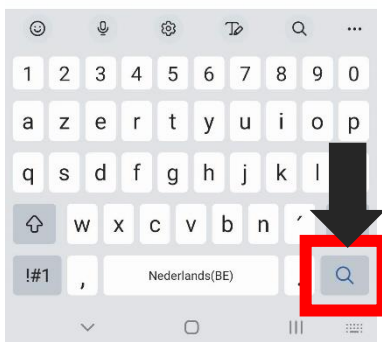 1 2 3 4 5 6 7 8 9 0
a z e r t y u i o p
q s d f g h j k l
w x c v b n ´
!#1 , Nederlands(BE) .